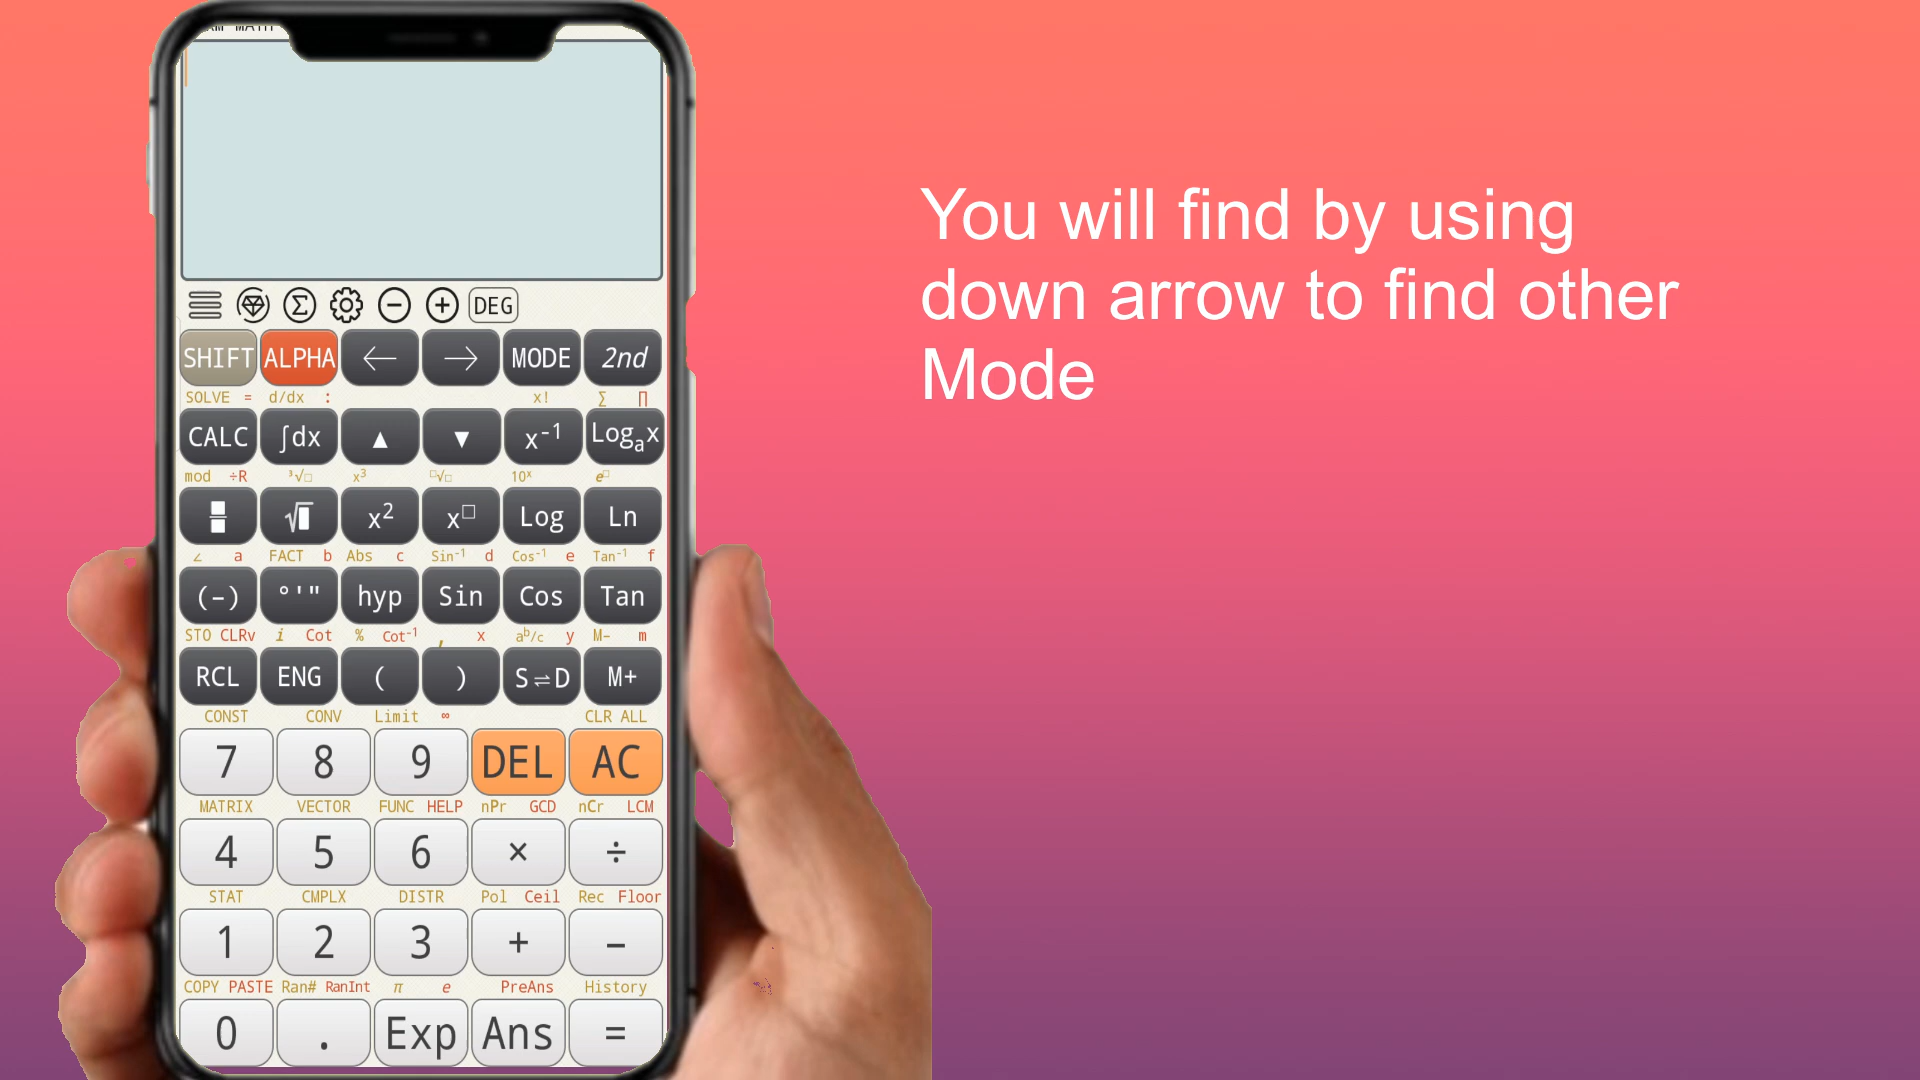 MATH
You will find by using
down arrow to find other
Mode
DEG
SHIFT ALPHA ← → MODE 2nd
SOLVE = d/dx : x! ∑ ∏
CALC ∫dx ▲ ▼ x⁻¹ Logₐx
mod ÷R ³√□ x³ □√□ 10ˣ e□
√ x² x□ Log Ln
∠ a FACT b Abs c Sin⁻¹ d Cos⁻¹ e Tan⁻¹ f
(−) °'" hyp Sin Cos Tan
STO CLRv i Cot % Cot⁻¹ , x aᵇ/c y M− m
RCL ENG ( ) S⇌D M+
CONST CONV Limit ∞ CLR ALL
7 8 9 DEL AC
MATRIX VECTOR FUNC HELP nPr GCD nCr LCM
4 5 6 × ÷
STAT CMPLX DISTR Pol Ceil Rec Floor
1 2 3 + −
COPY PASTE Ran# RanInt π e PreAns History
0 . Exp Ans =